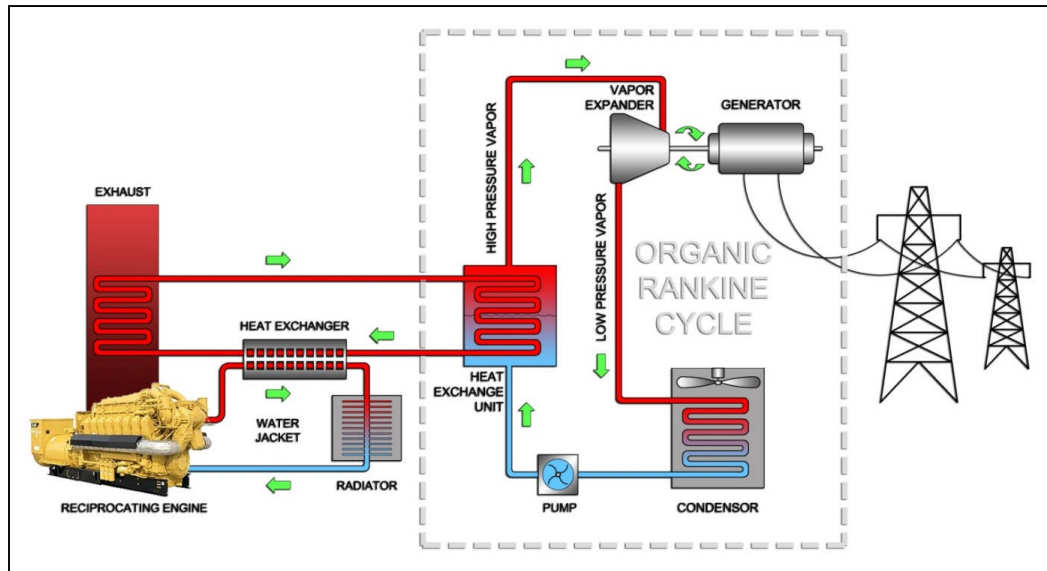 VAPOR
EXPANDER
GENERATOR
HIGH PRESSURE VAPOR
EXHAUST
LOW PRESSURE VAPOR
ORGANIC
RANKINE
CYCLE
HEAT EXCHANGER
HEAT
EXCHANGE
UNIT
WATER
JACKET
RADIATOR
RECIPROCATING ENGINE
PUMP
CONDENSOR